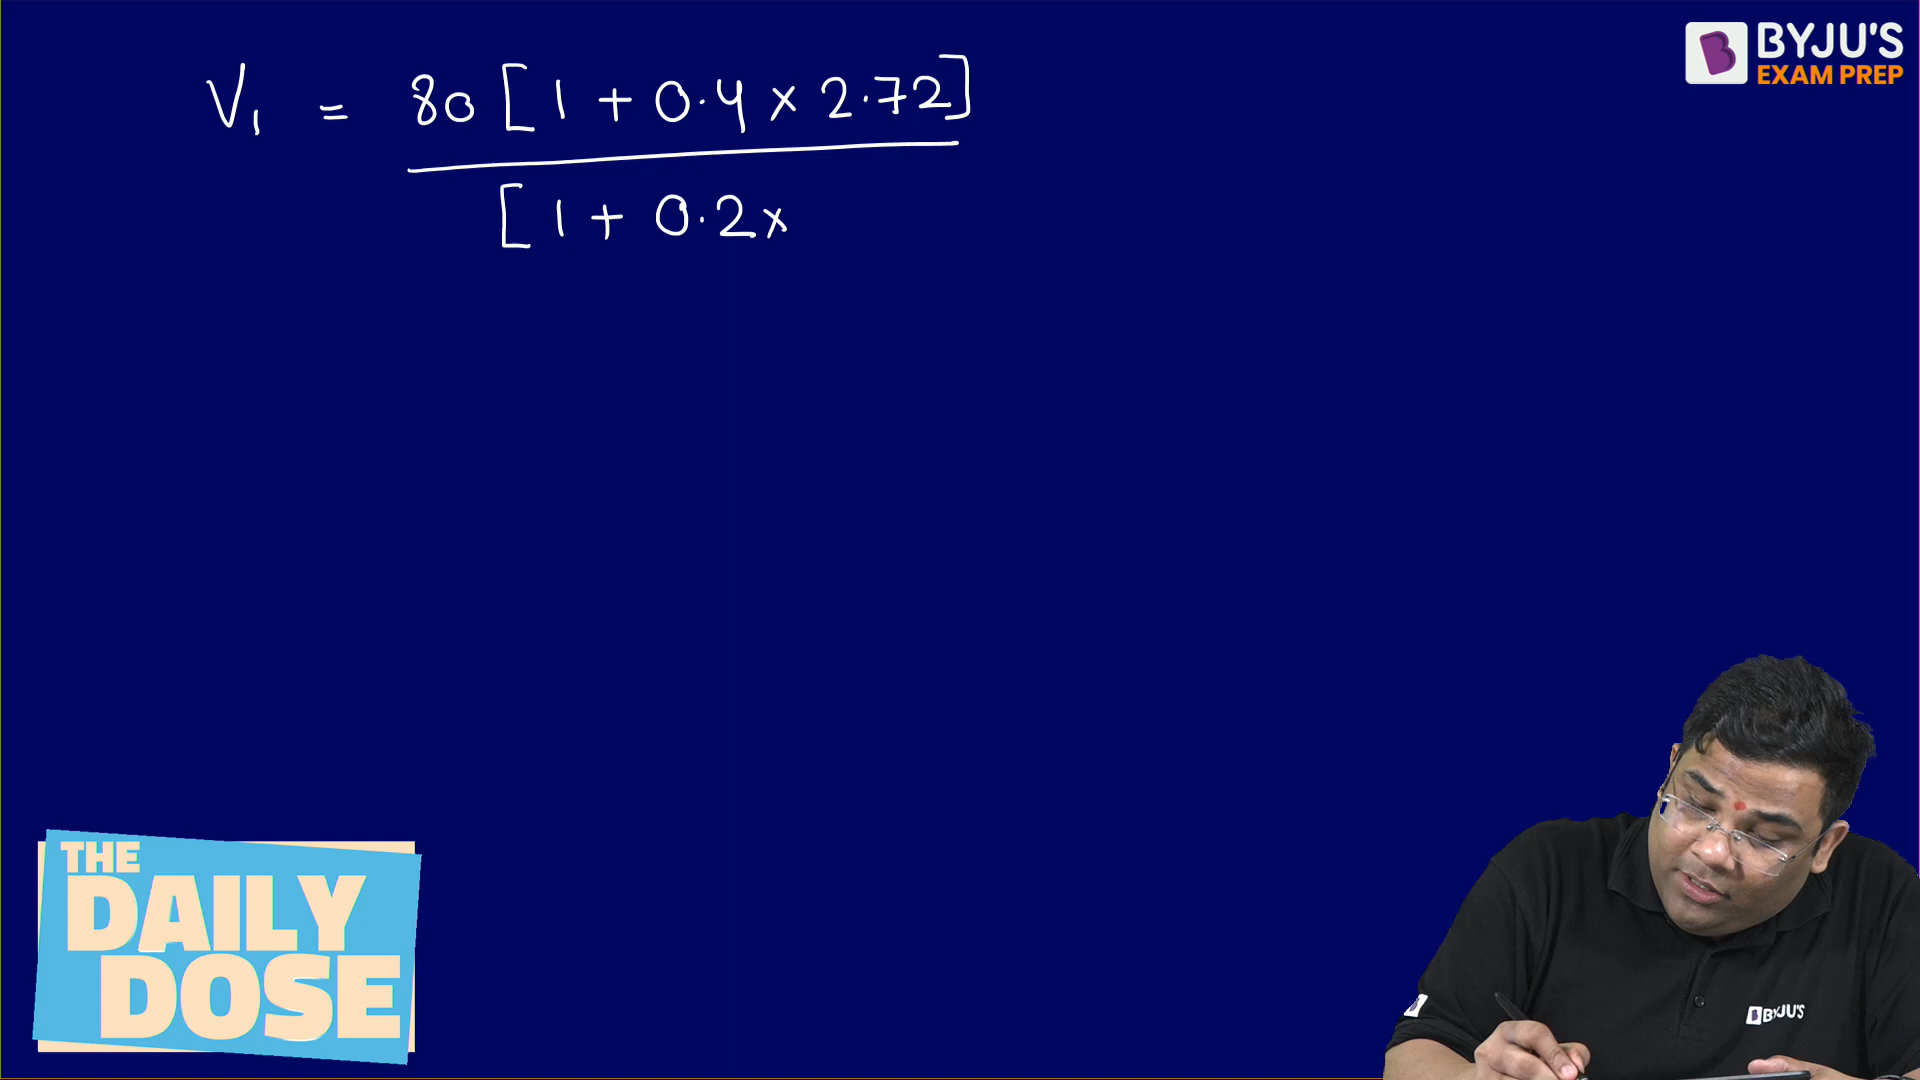 V₁ = 80 [ 1 + 0.4 × 2.72 ]
[ 1 + 0.2 ×
BYJU'S
EXAM PREP
THE
DAILY
DOSE
BYJU'S